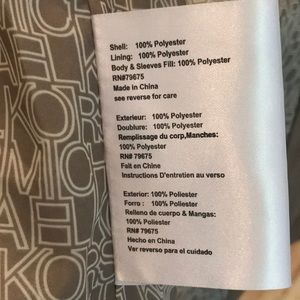 Shell: 100% Polyester
Lining: 100% Polyester
Body & Sleeves Fill: 100% Polyester
RN#79675
Made in China
see reverse for care
Exterieur: 100% Polyester
Doublure: 100% Polyester
Remplissage du corp,Manches:
100% Polyester
RN# 79675
Fait en Chine
Instructions D'entretien au verso
Exterior: 100% Poliester
Forro : 100% Poliester
Relleno de cuerpo & Mangas:
100% Poliester
RN# 79675
Hecho en China
Ver reverso para el cuidado